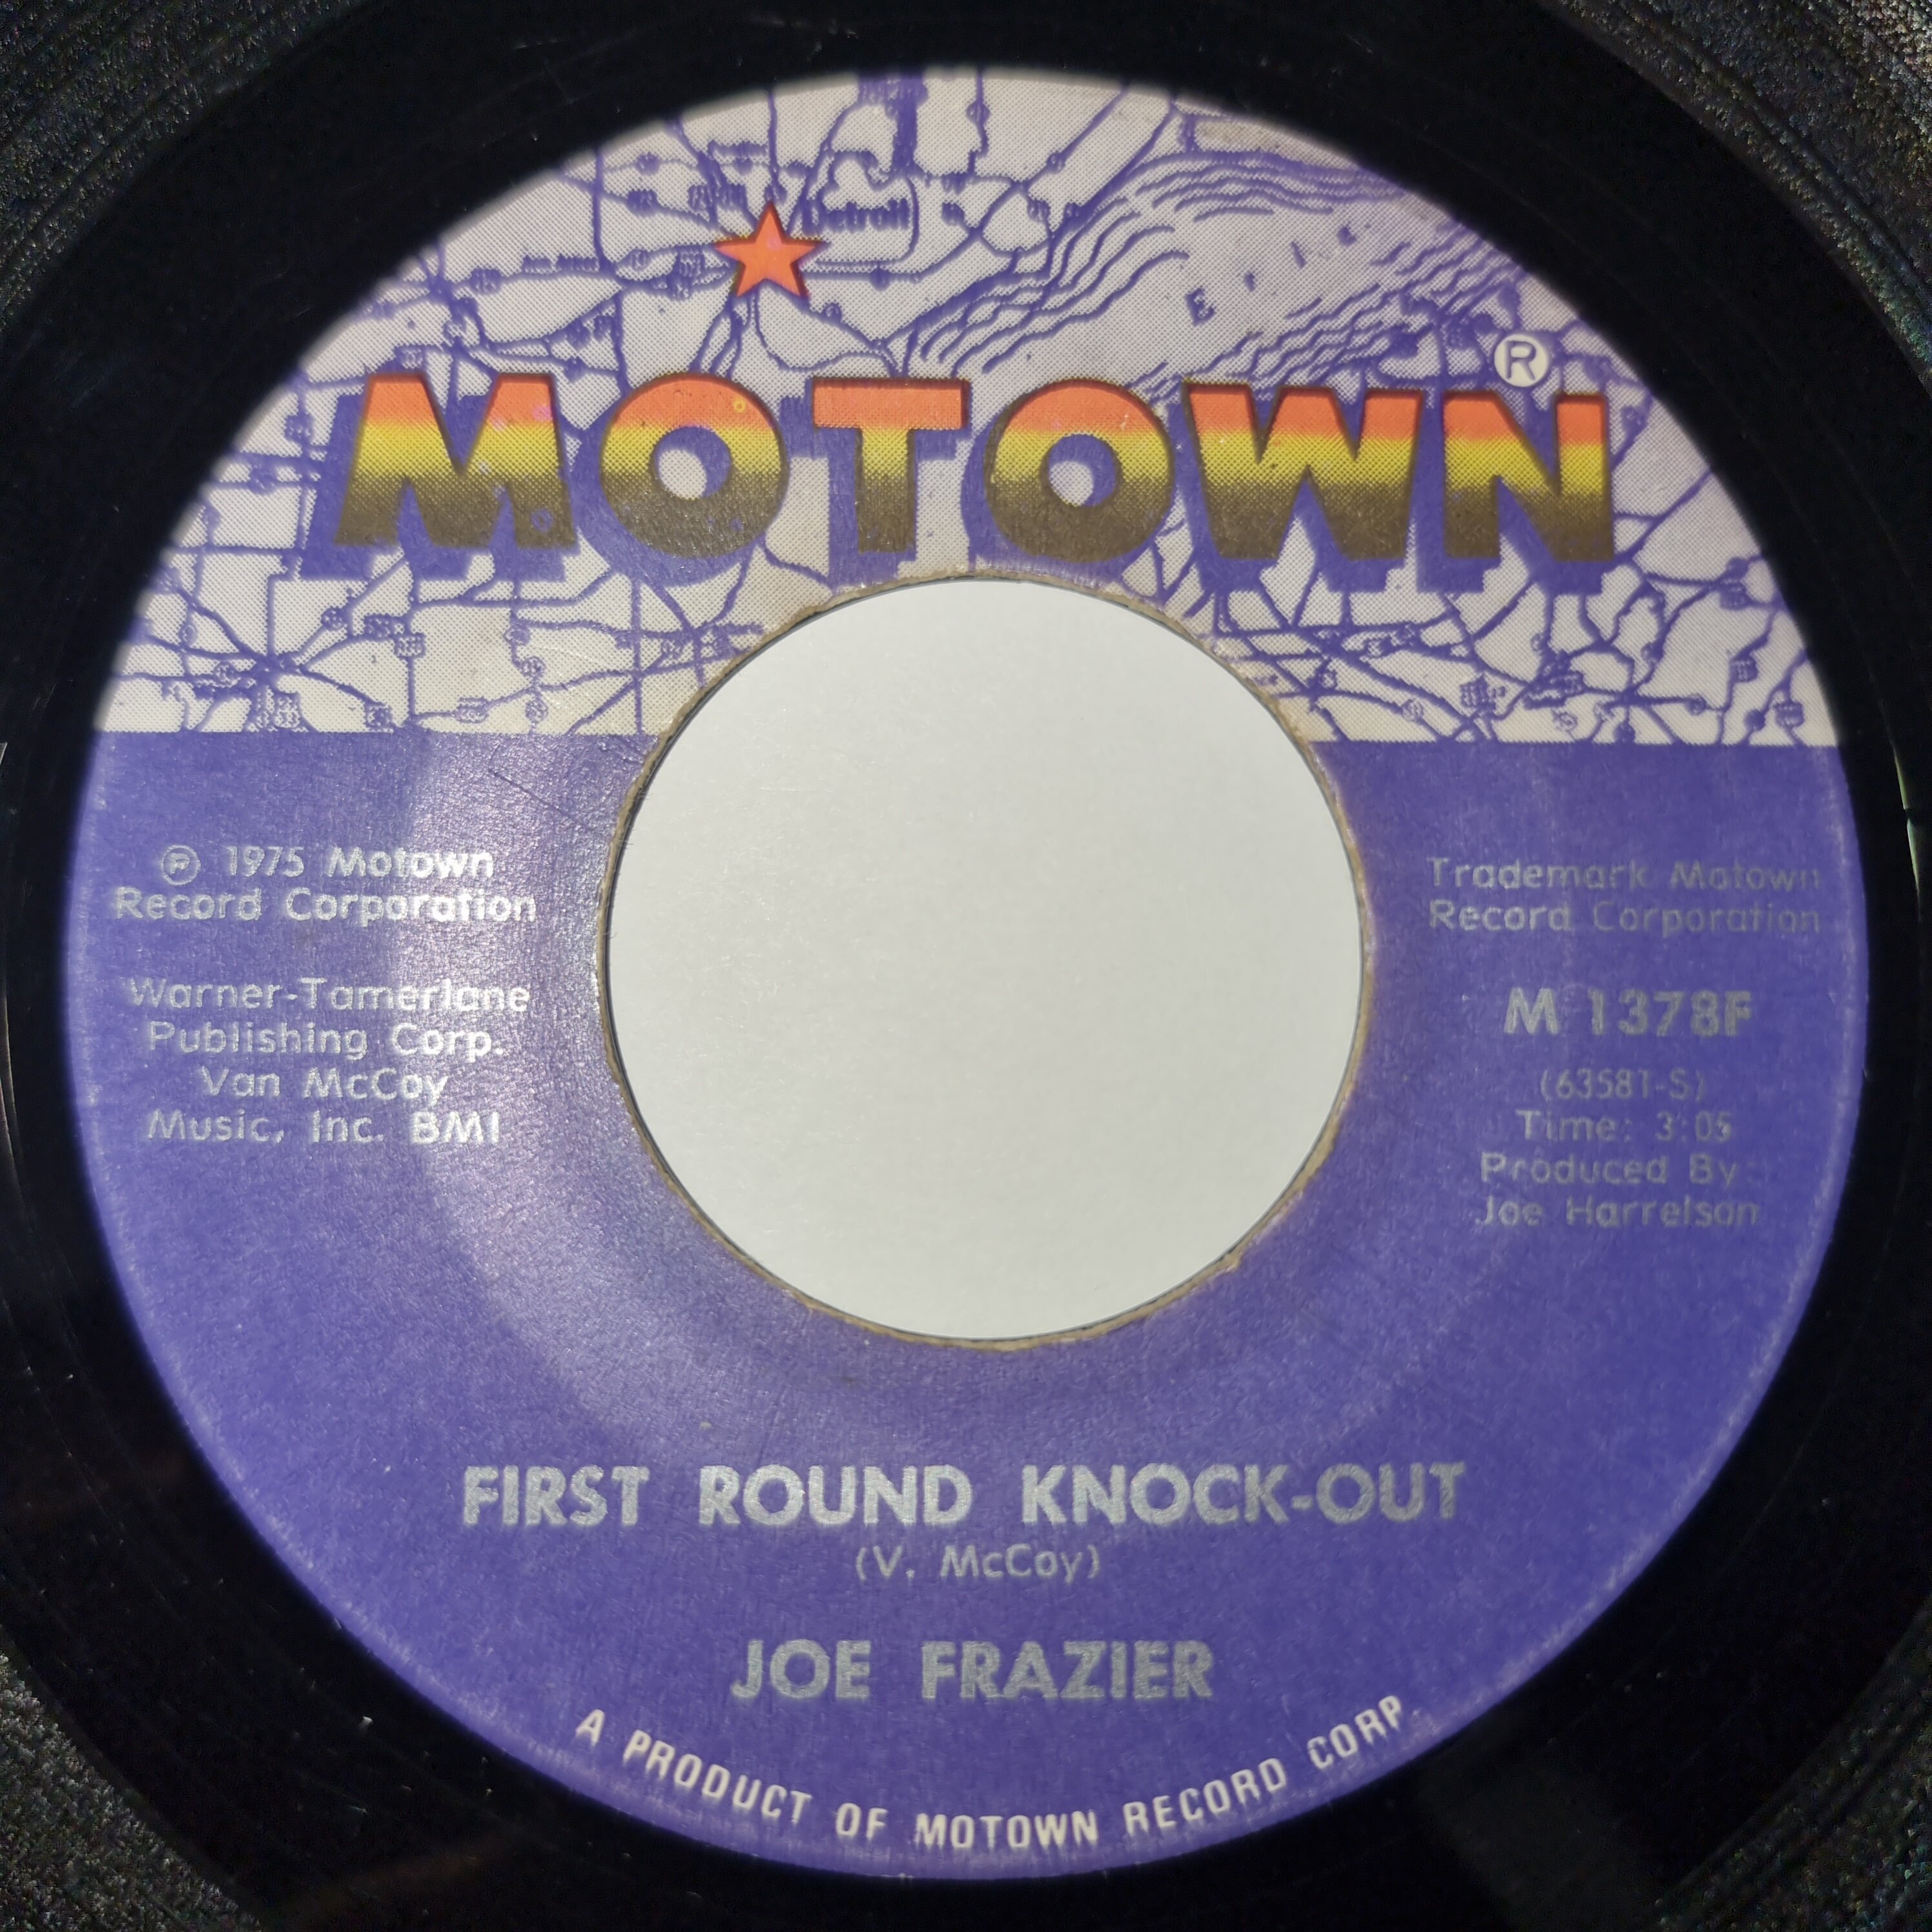 Detroit
ERIE
MOTOWN®
Ⓟ 1975 Motown
Record Corporation
Warner-Tamerlane
Publishing Corp.
Van McCoy
Music, Inc. BMI
Trademark Motown
Record Corporation
M 1378F
(63581-S)
Time: 3:05
Produced By:
Joe Harrelson
FIRST ROUND KNOCK-OUT
(V. McCoy)
JOE FRAZIER
A PRODUCT OF MOTOWN RECORD CORP.